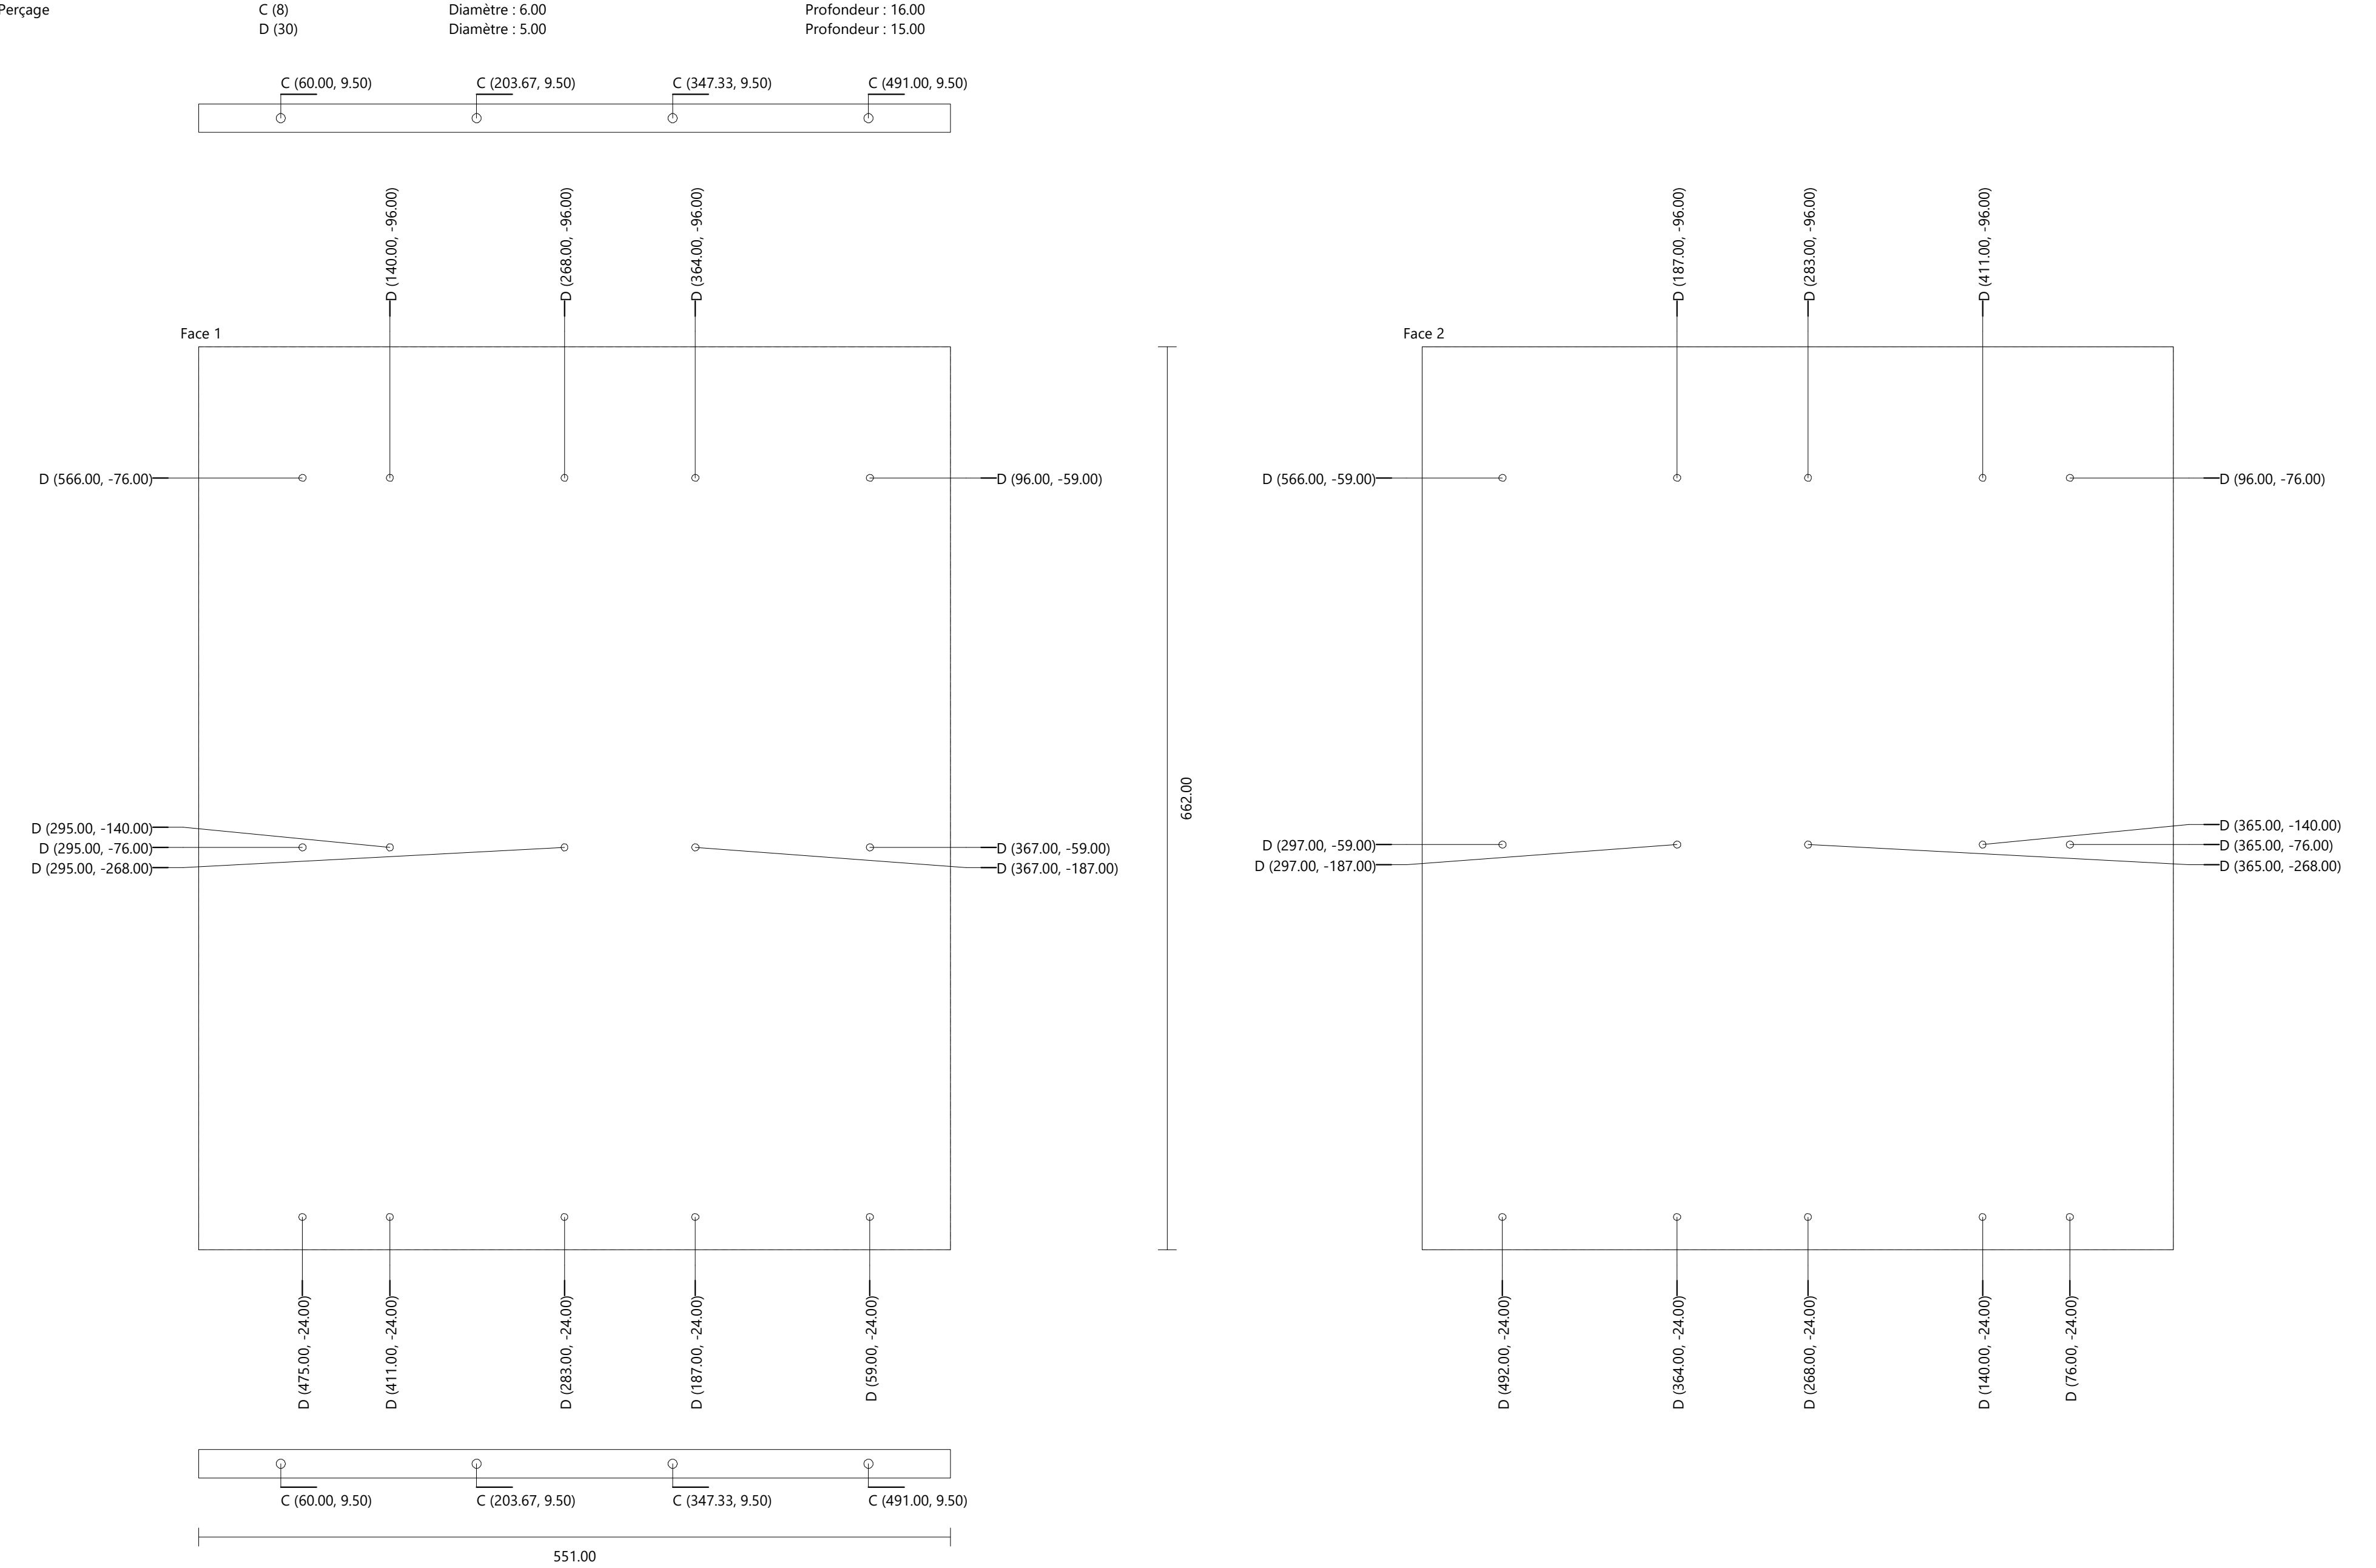 Perçage C (8) Diamètre : 6.00 Profondeur : 16.00
D (30) Diamètre : 5.00 Profondeur : 15.00
C (60.00, 9.50) C (203.67, 9.50) C (347.33, 9.50) C (491.00, 9.50)
D (140.00, -96.00)
D (268.00, -96.00)
D (364.00, -96.00)
D (187.00, -96.00)
D (283.00, -96.00)
D (411.00, -96.00)
Face 1
Face 2
D (566.00, -76.00)
D (96.00, -59.00)
D (566.00, -59.00)
D (96.00, -76.00)
662.00
D (295.00, -140.00)
D (295.00, -76.00)
D (295.00, -268.00)
D (367.00, -59.00)
D (367.00, -187.00)
D (297.00, -59.00)
D (297.00, -187.00)
D (365.00, -140.00)
D (365.00, -76.00)
D (365.00, -268.00)
D (475.00, -24.00)
D (411.00, -24.00)
D (283.00, -24.00)
D (187.00, -24.00)
D (59.00, -24.00)
D (492.00, -24.00)
D (364.00, -24.00)
D (268.00, -24.00)
D (140.00, -24.00)
D (76.00, -24.00)
C (60.00, 9.50) C (203.67, 9.50) C (347.33, 9.50) C (491.00, 9.50)
551.00